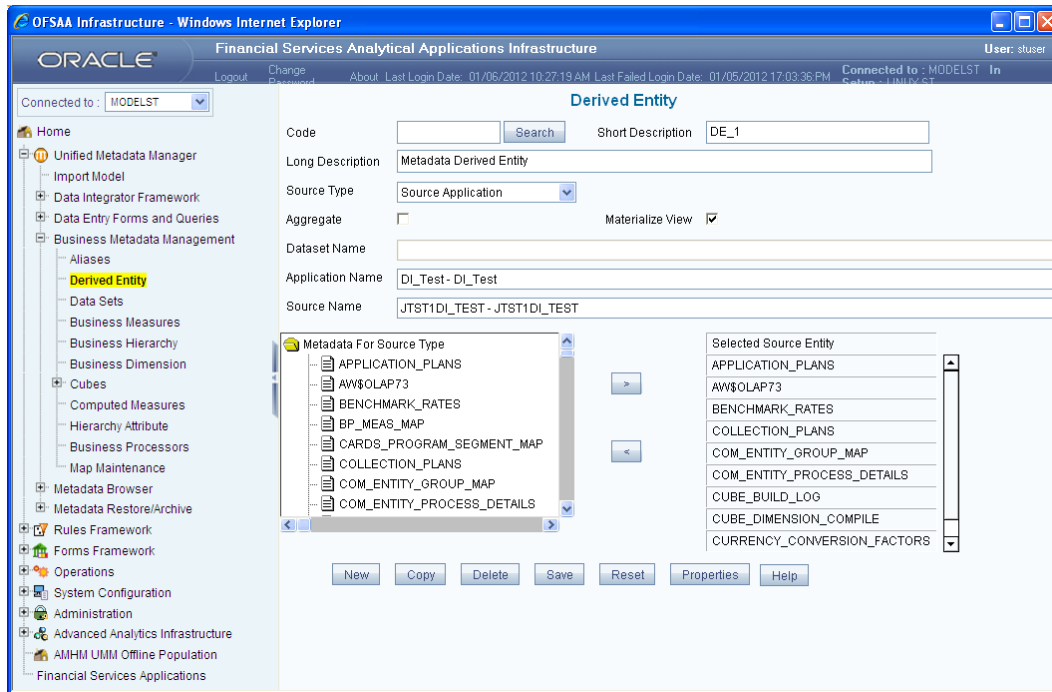 OFSAA Infrastructure - Windows Internet Explorer
ORACLE
Financial Services Analytical Applications Infrastructure
User: stuser
Logout
Change Password
About
Last Login Date: 01/06/2012 10:27:19 AM Last Failed Login Date: 01/05/2012 17:03:36:PM
Connected to : MODELST In
Setup :
Connected to : MODELST
Home
Unified Metadata Manager
Import Model
Data Integrator Framework
Data Entry Forms and Queries
Business Metadata Management
Aliases
Derived Entity
Data Sets
Business Measures
Business Hierarchy
Business Dimension
Cubes
Computed Measures
Hierarchy Attribute
Business Processors
Map Maintenance
Metadata Browser
Metadata Restore/Archive
Rules Framework
Forms Framework
Operations
System Configuration
Administration
Advanced Analytics Infrastructure
AMHM UMM Offline Population
Financial Services Applications
Derived Entity
Code Search Short Description DE_1
Long Description Metadata Derived Entity
Source Type Source Application
Aggregate Materialize View
Dataset Name
Application Name DI_Test - DI_Test
Source Name JTST1DI_TEST - JTST1DI_TEST
Metadata For Source Type
APPLICATION_PLANS
AW$OLAP73
BENCHMARK_RATES
BP_MEAS_MAP
CARDS_PROGRAM_SEGMENT_MAP
COLLECTION_PLANS
COM_ENTITY_GROUP_MAP
COM_ENTITY_PROCESS_DETAILS
>
<
Selected Source Entity
APPLICATION_PLANS
AW$OLAP73
BENCHMARK_RATES
COLLECTION_PLANS
COM_ENTITY_GROUP_MAP
COM_ENTITY_PROCESS_DETAILS
CUBE_BUILD_LOG
CUBE_DIMENSION_COMPILE
CURRENCY_CONVERSION_FACTORS
New Copy Delete Save Reset Properties Help